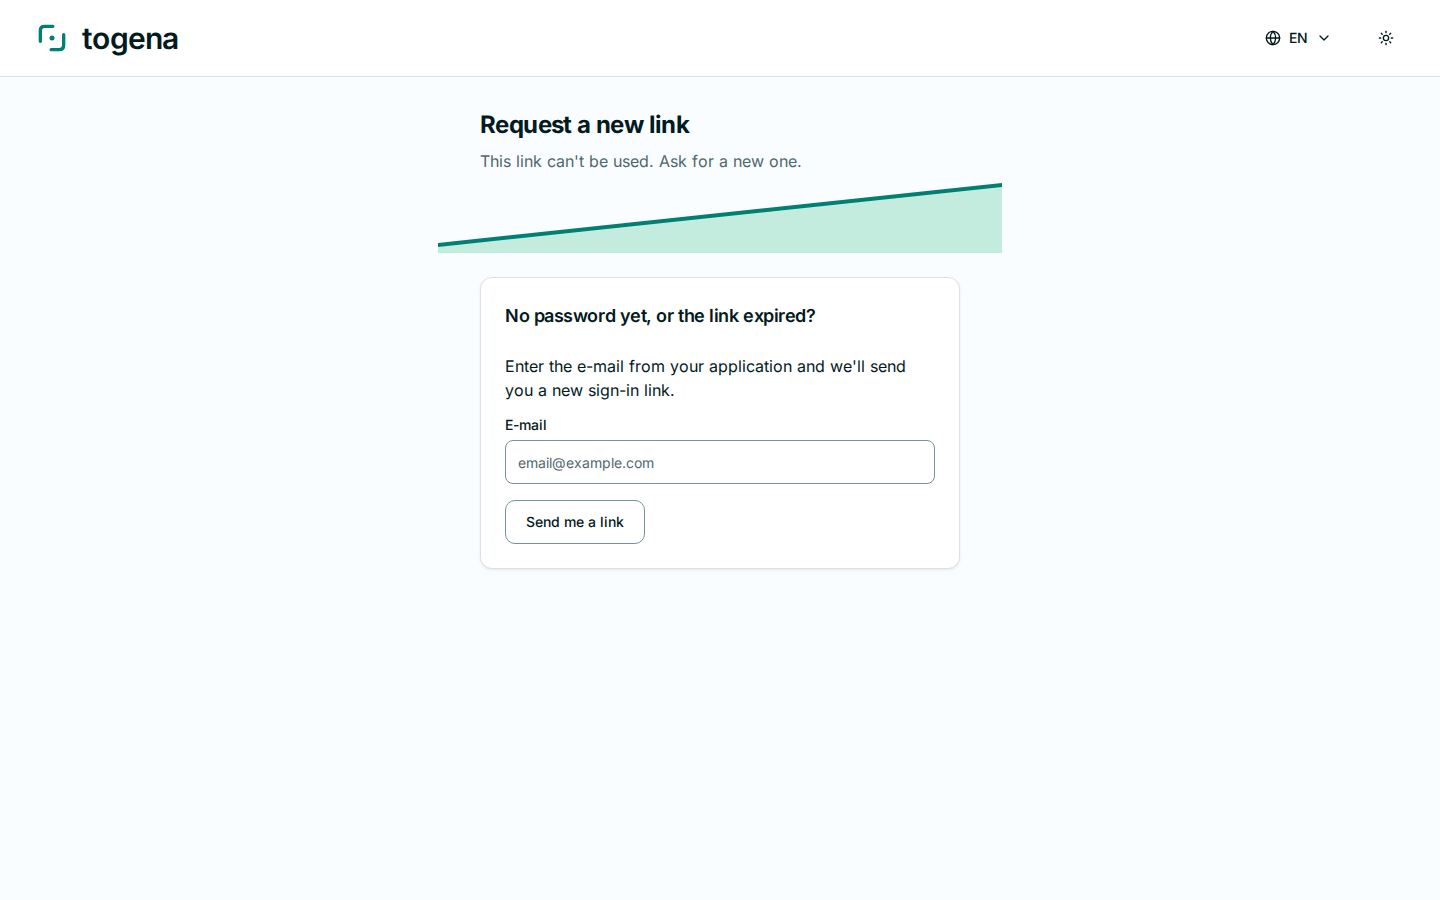 togena
EN
Request a new link
This link can't be used. Ask for a new one.
No password yet, or the link expired?
Enter the e-mail from your application and we'll send
you a new sign-in link.
E-mail
email@example.com
Send me a link